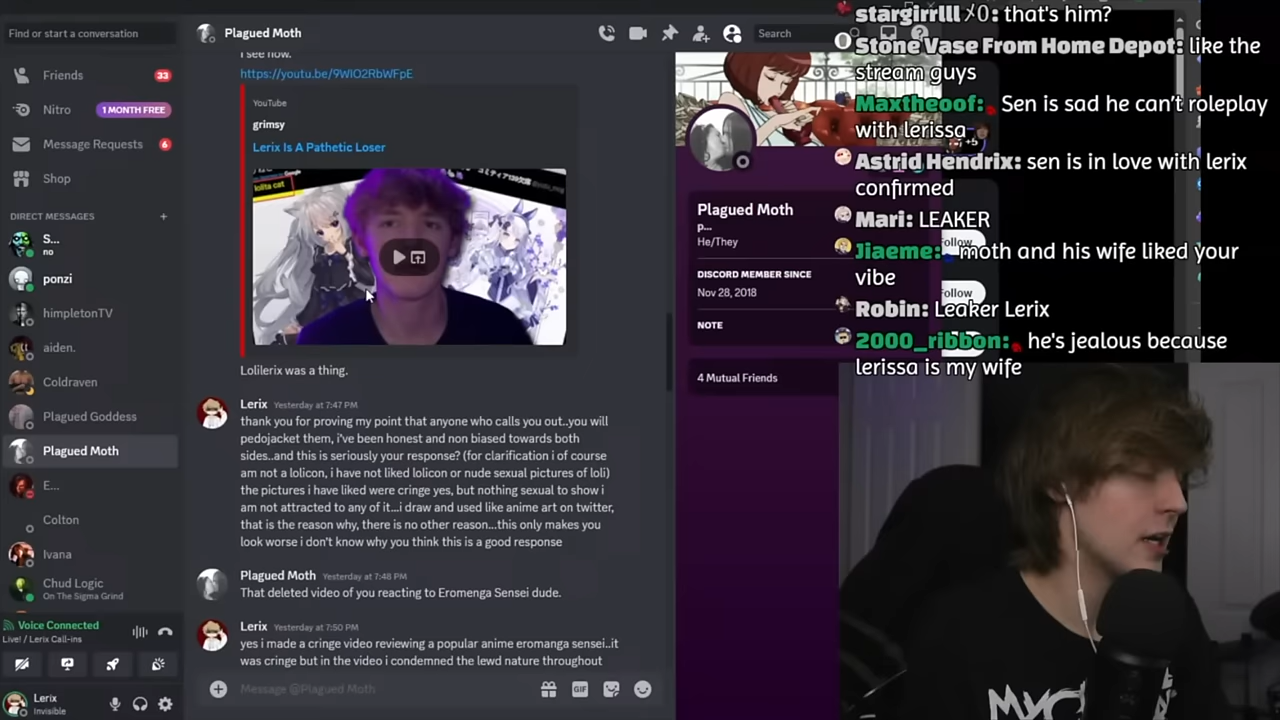 Find or start a conversation
Friends
33
Nitro
1 MONTH FREE
Message Requests
6
Shop
DIRECT MESSAGES
S...
no
ponzi
himpletonTV
aiden.
Coldraven
Plagued Goddess
Plagued Moth
E...
Colton
Ivana
Chud Logic
On The Sigma Grind
Voice Connected
Live! / Lerix Call-ins
Lerix
Invisible
Plagued Moth
Search
I see now.
https://youtu.be/9WIO2RbWFpE
YouTube
grimsy
Lerix Is A Pathetic Loser
lolita cat
Lolilerix was a thing.
Lerix Yesterday at 7:47 PM
thank you for proving my point that anyone who calls you out..you will
pedojacket them, i've been honest and non biased towards both
sides..and this is seriously your response? (for clarification i of course
am not a lolicon, i have not liked lolicon or nude sexual pictures of loli)
the pictures i have liked were cringe yes, but nothing sexual to show i
am not attracted to any of it...i draw and used like anime art on twitter,
that is the reason why, there is no other reason...this only makes you
look worse i don't know why you think this is a good response
Plagued Moth Yesterday at 7:48 PM
That deleted video of you reacting to Eromenga Sensei dude.
Lerix Yesterday at 7:50 PM
yes i made a cringe video reviewing a popular anime eromanga sensei..it
was cringe but in the video i condemned the lewd nature throughout
Message @Plagued Moth
GIF
Plagued Moth
p...
He/They
DISCORD MEMBER SINCE
Nov 28, 2018
NOTE
4 Mutual Friends
+5
Follow
Follow
stargirrlll〆0: that's him?
Stone Vase From Home Depot: like the
stream guys
Maxtheoof: Sen is sad he can't roleplay
with lerissa
Astrid Hendrix: sen is in love with lerix
confirmed
Mari: LEAKER
Jiaeme: moth and his wife liked your
vibe
Robin: Leaker Lerix
2000_ribbon: he's jealous because
lerissa is my wife